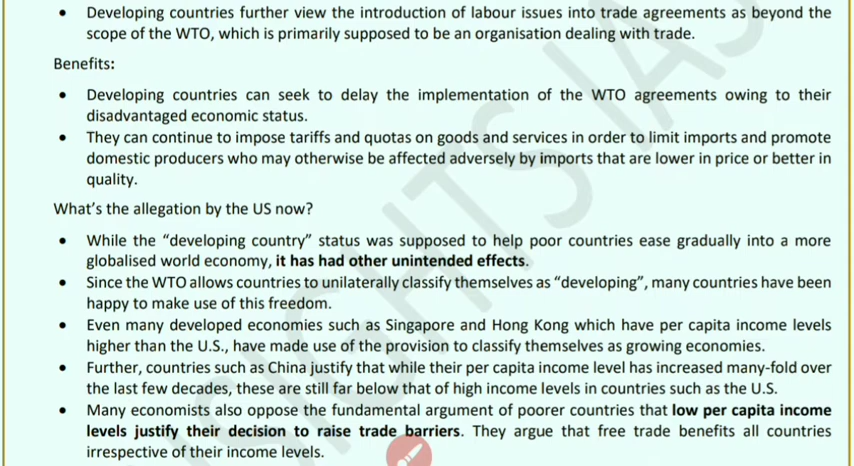 • Developing countries further view the introduction of labour issues into trade agreements as beyond the
scope of the WTO, which is primarily supposed to be an organisation dealing with trade.
Benefits:
• Developing countries can seek to delay the implementation of the WTO agreements owing to their
disadvantaged economic status.
• They can continue to impose tariffs and quotas on goods and services in order to limit imports and promote
domestic producers who may otherwise be affected adversely by imports that are lower in price or better in
quality.
What's the allegation by the US now?
• While the “developing country” status was supposed to help poor countries ease gradually into a more
globalised world economy, it has had other unintended effects.
• Since the WTO allows countries to unilaterally classify themselves as “developing”, many countries have been
happy to make use of this freedom.
• Even many developed economies such as Singapore and Hong Kong which have per capita income levels
higher than the U.S., have made use of the provision to classify themselves as growing economies.
• Further, countries such as China justify that while their per capita income level has increased many-fold over
the last few decades, these are still far below that of high income levels in countries such as the U.S.
• Many economists also oppose the fundamental argument of poorer countries that low per capita income
levels justify their decision to raise trade barriers. They argue that free trade benefits all countries
irrespective of their income levels.
INSIGHTS IAS